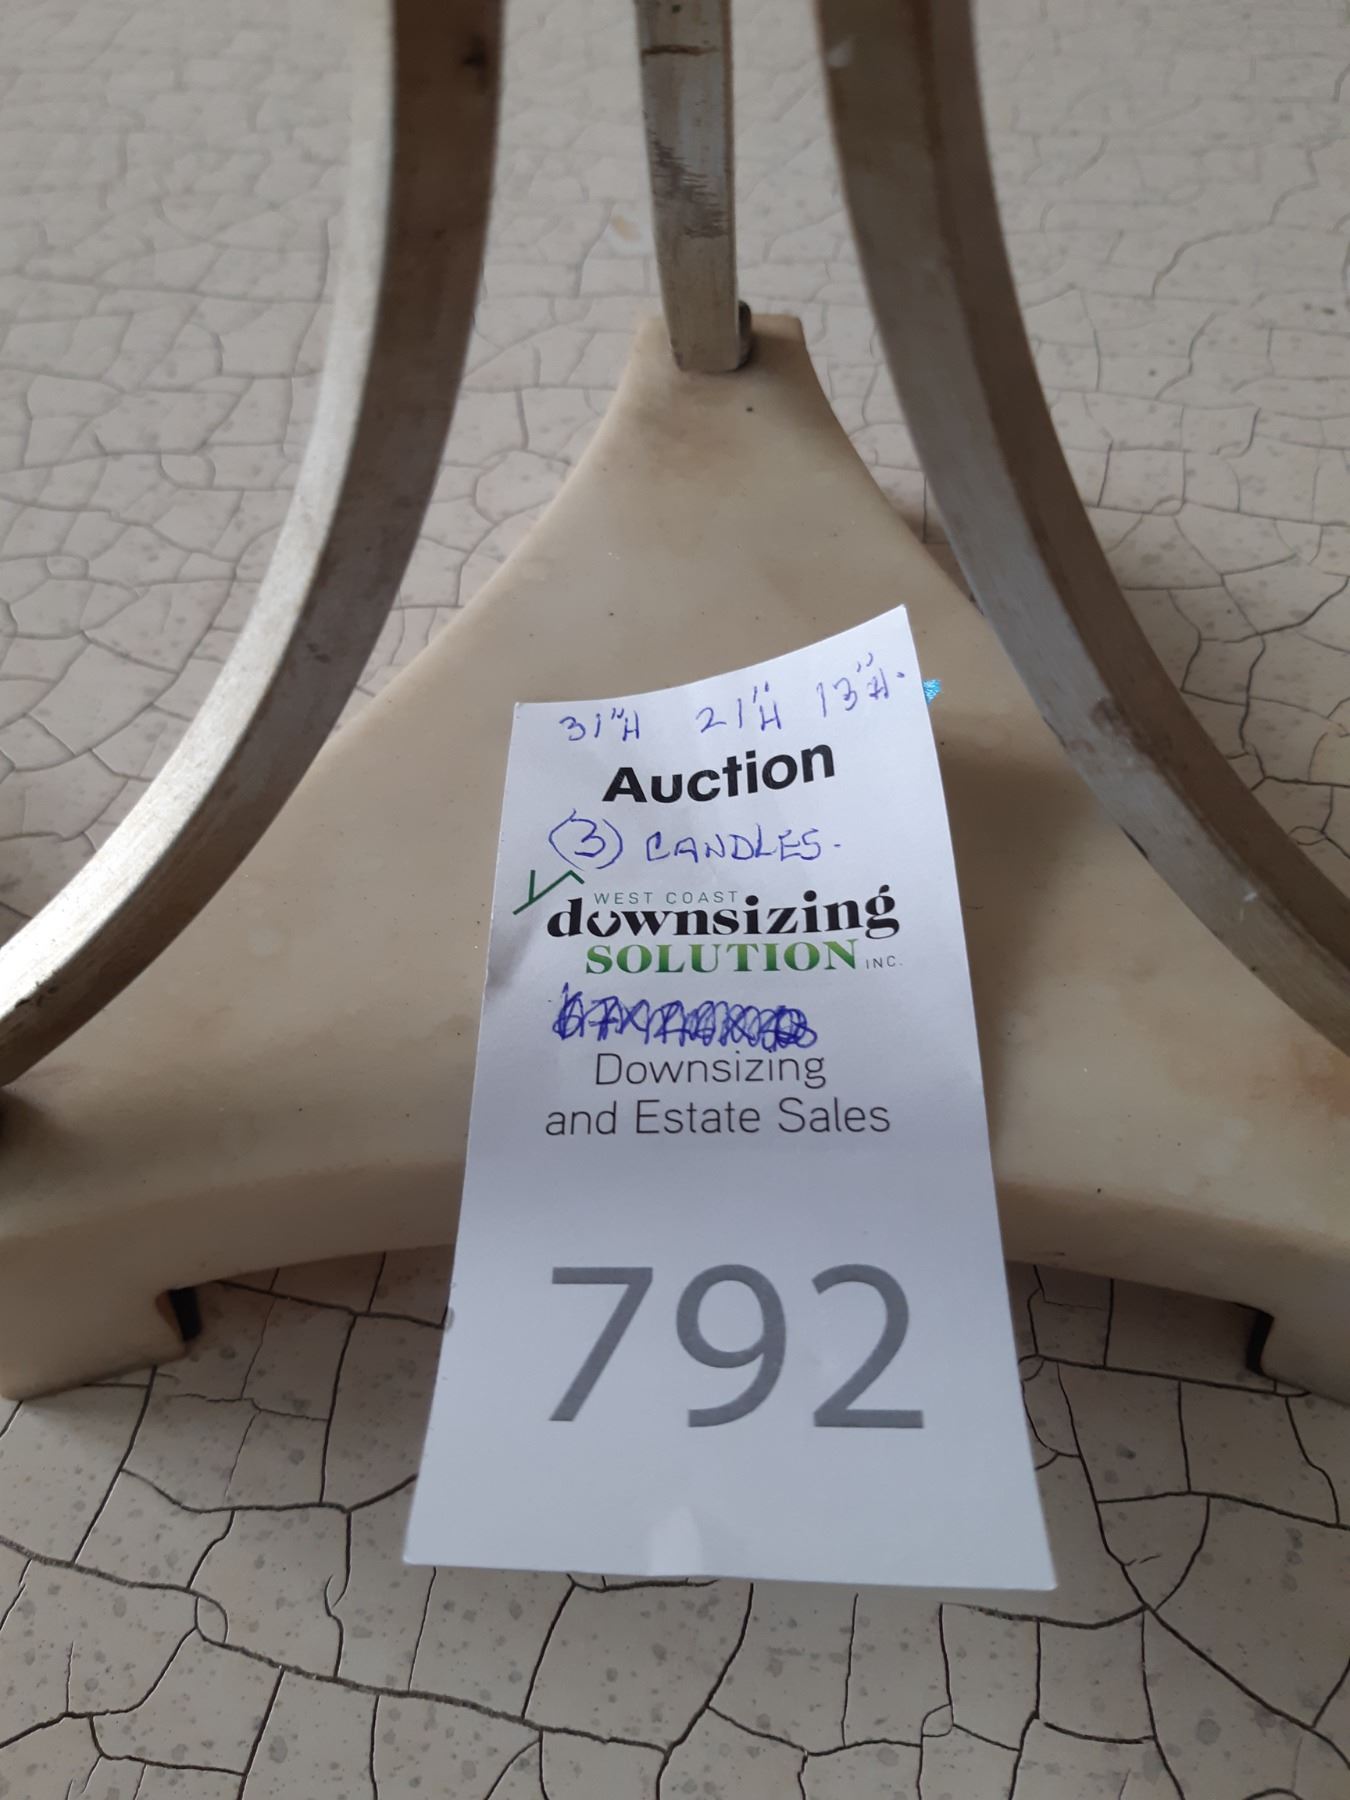 31"H 21"H 13"H.
Auction
(3) CANDLES.
WEST COAST
downsizing
SOLUTION INC.
Downsizing
and Estate Sales
792